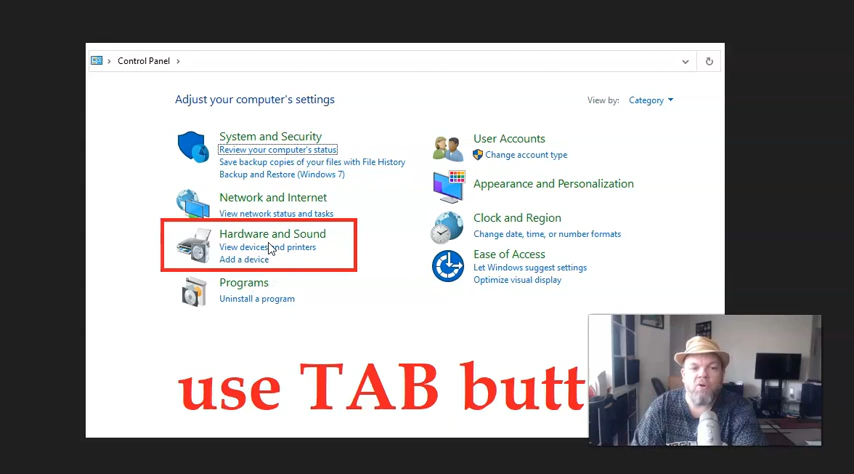 Control Panel
Adjust your computer's settings
View by: Category
System and Security
Review your computer's status
Save backup copies of your files with File History
Backup and Restore (Windows 7)
Network and Internet
View network status and tasks
Hardware and Sound
View devices and printers
Add a device
Programs
Uninstall a program
User Accounts
Change account type
Appearance and Personalization
Clock and Region
Change date, time, or number formats
Ease of Access
Let Windows suggest settings
Optimize visual display
use TAB butt